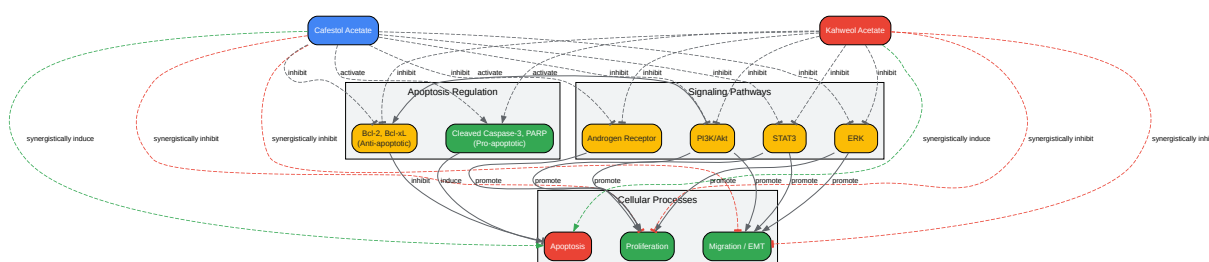 Cafestol Acetate
Kahweol Acetate
inhibit
activate
inhibit
inhibit
activate
activate
inhibit
inhibit
inhibit
inhibit
inhibit
inhibit
inhibit
Apoptosis Regulation
Signaling Pathways
Bcl-2, Bcl-xL
(Anti-apoptotic)
Cleaved Caspase-3, PARP
(Pro-apoptotic)
Androgen Receptor
PI3K/Akt
STAT3
ERK
synergistically induce
synergistically inhibit
synergistically inhibit
synergistically induce
synergistically inhibit
synergistically inhi
inhibit
induce
promote
promote
promote
promote
promote
promote
promote
Cellular Processes
Apoptosis
Proliferation
Migration / EMT